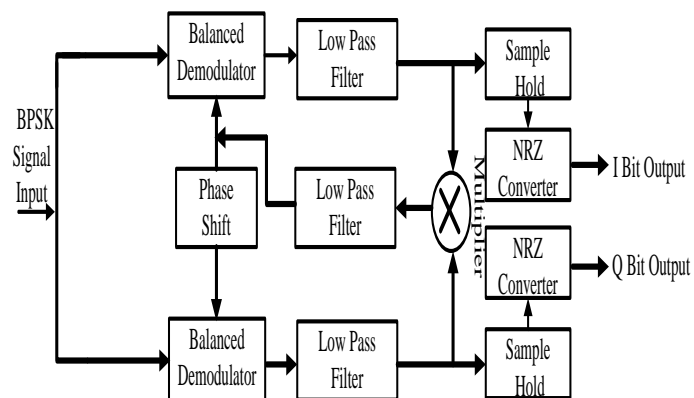 Balanced
Demodulator
Low Pass
Filter
Sample
Hold
BPSK
Signal
Input
NRZ
Converter
I Bit Output
Phase
Shift
Low Pass
Filter
Multiplier
NRZ
Converter
Q Bit Output
Balanced
Demodulator
Low Pass
Filter
Sample
Hold